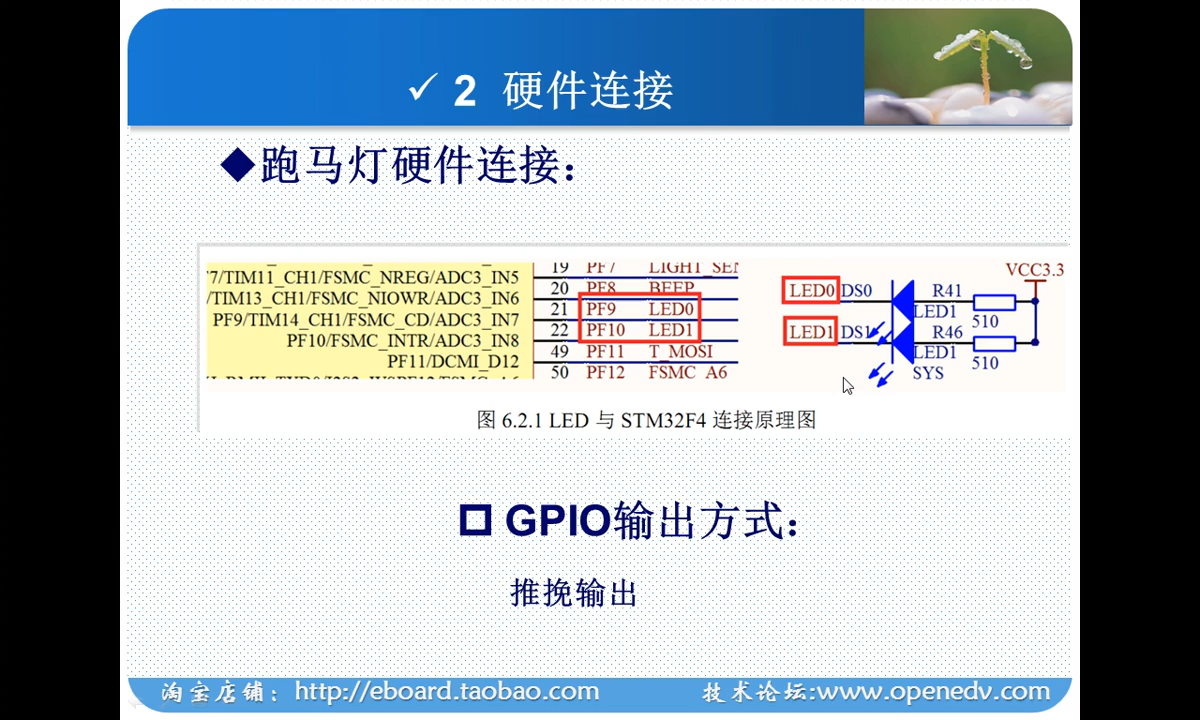 ✓ 2 硬件连接
◆跑马灯硬件连接：
7/TIM11_CH1/FSMC_NREG/ADC3_IN5
/TIM13_CH1/FSMC_NIOWR/ADC3_IN6
PF9/TIM14_CH1/FSMC_CD/ADC3_IN7
PF10/FSMC_INTR/ADC3_IN8
PF11/DCMI_D12
19 PF7 LIGHT_SEN
20 PF8 BEEP
21 PF9 LED0
22 PF10 LED1
49 PF11 T_MOSI
50 PF12 FSMC_A6
VCC3.3
LED0 DS0 R41
LED1 510
LED1 DS1 R46
LED1 510
SYS
图 6.2.1 LED 与 STM32F4 连接原理图
GPIO输出方式：
推挽输出
淘宝店铺：http://eboard.taobao.com 技术论坛:www.openedv.com